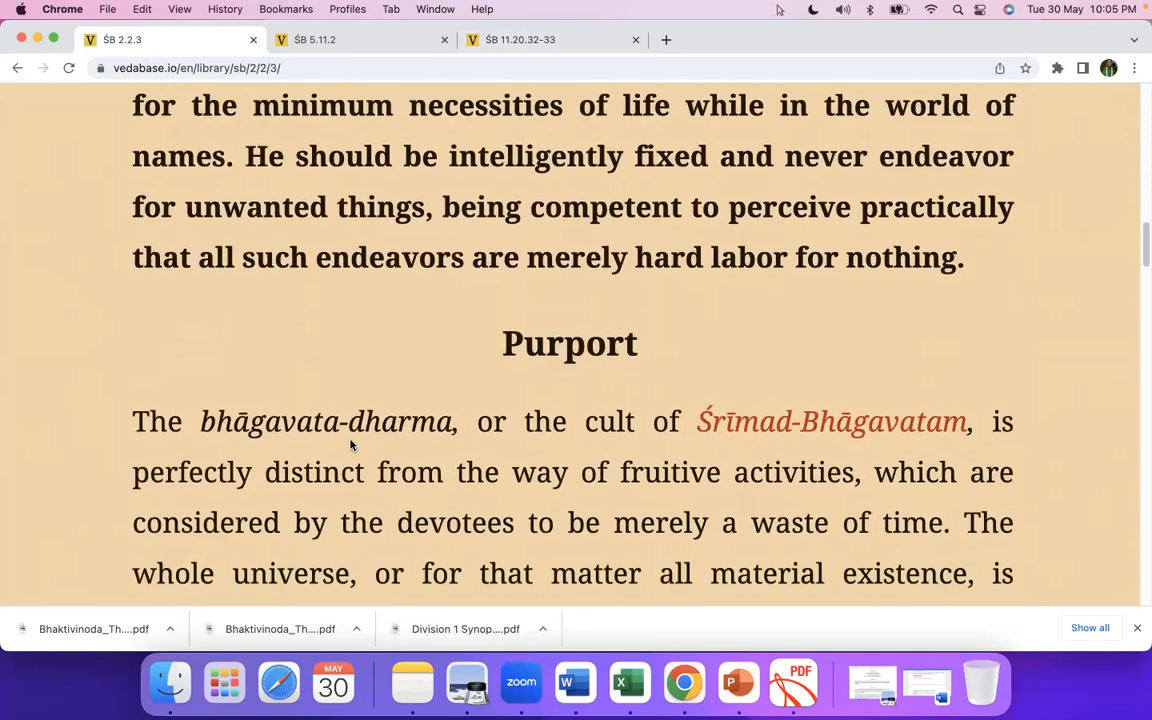 Chrome File Edit View History Bookmarks Profiles Tab Window Help Tue 30 May 10:05 PM
ŚB 2.2.3 ŚB 5.11.2 ŚB 11.20.32-33
vedabase.io/en/library/sb/2/2/3/
for the minimum necessities of life while in the world of
names. He should be intelligently fixed and never endeavor
for unwanted things, being competent to perceive practically
that all such endeavors are merely hard labor for nothing.
Purport
The bhāgavata-dharma, or the cult of Śrīmad-Bhāgavatam, is
perfectly distinct from the way of fruitive activities, which are
considered by the devotees to be merely a waste of time. The
whole universe, or for that matter all material existence, is
Bhaktivinoda_Th....pdf Bhaktivinoda_Th....pdf Division 1 Synop....pdf Show all
MAY
30 zoom PDF